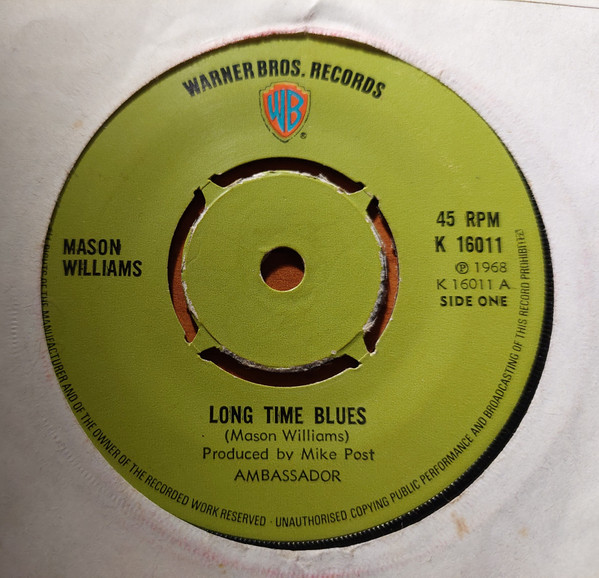 WARNER BROS. RECORDS
WB
®
MASON
WILLIAMS
45 RPM
K 16011
℗ 1968
K 16011 A
SIDE ONE
LONG TIME BLUES
(Mason Williams)
Produced by Mike Post
AMBASSADOR
OF THE MANUFACTURER AND OF THE OWNER OF THE RECORDED WORK RESERVED · UNAUTHORISED COPYING PUBLIC PERFORMANCE AND BROADCASTING OF THIS RECORD PROHIBITED